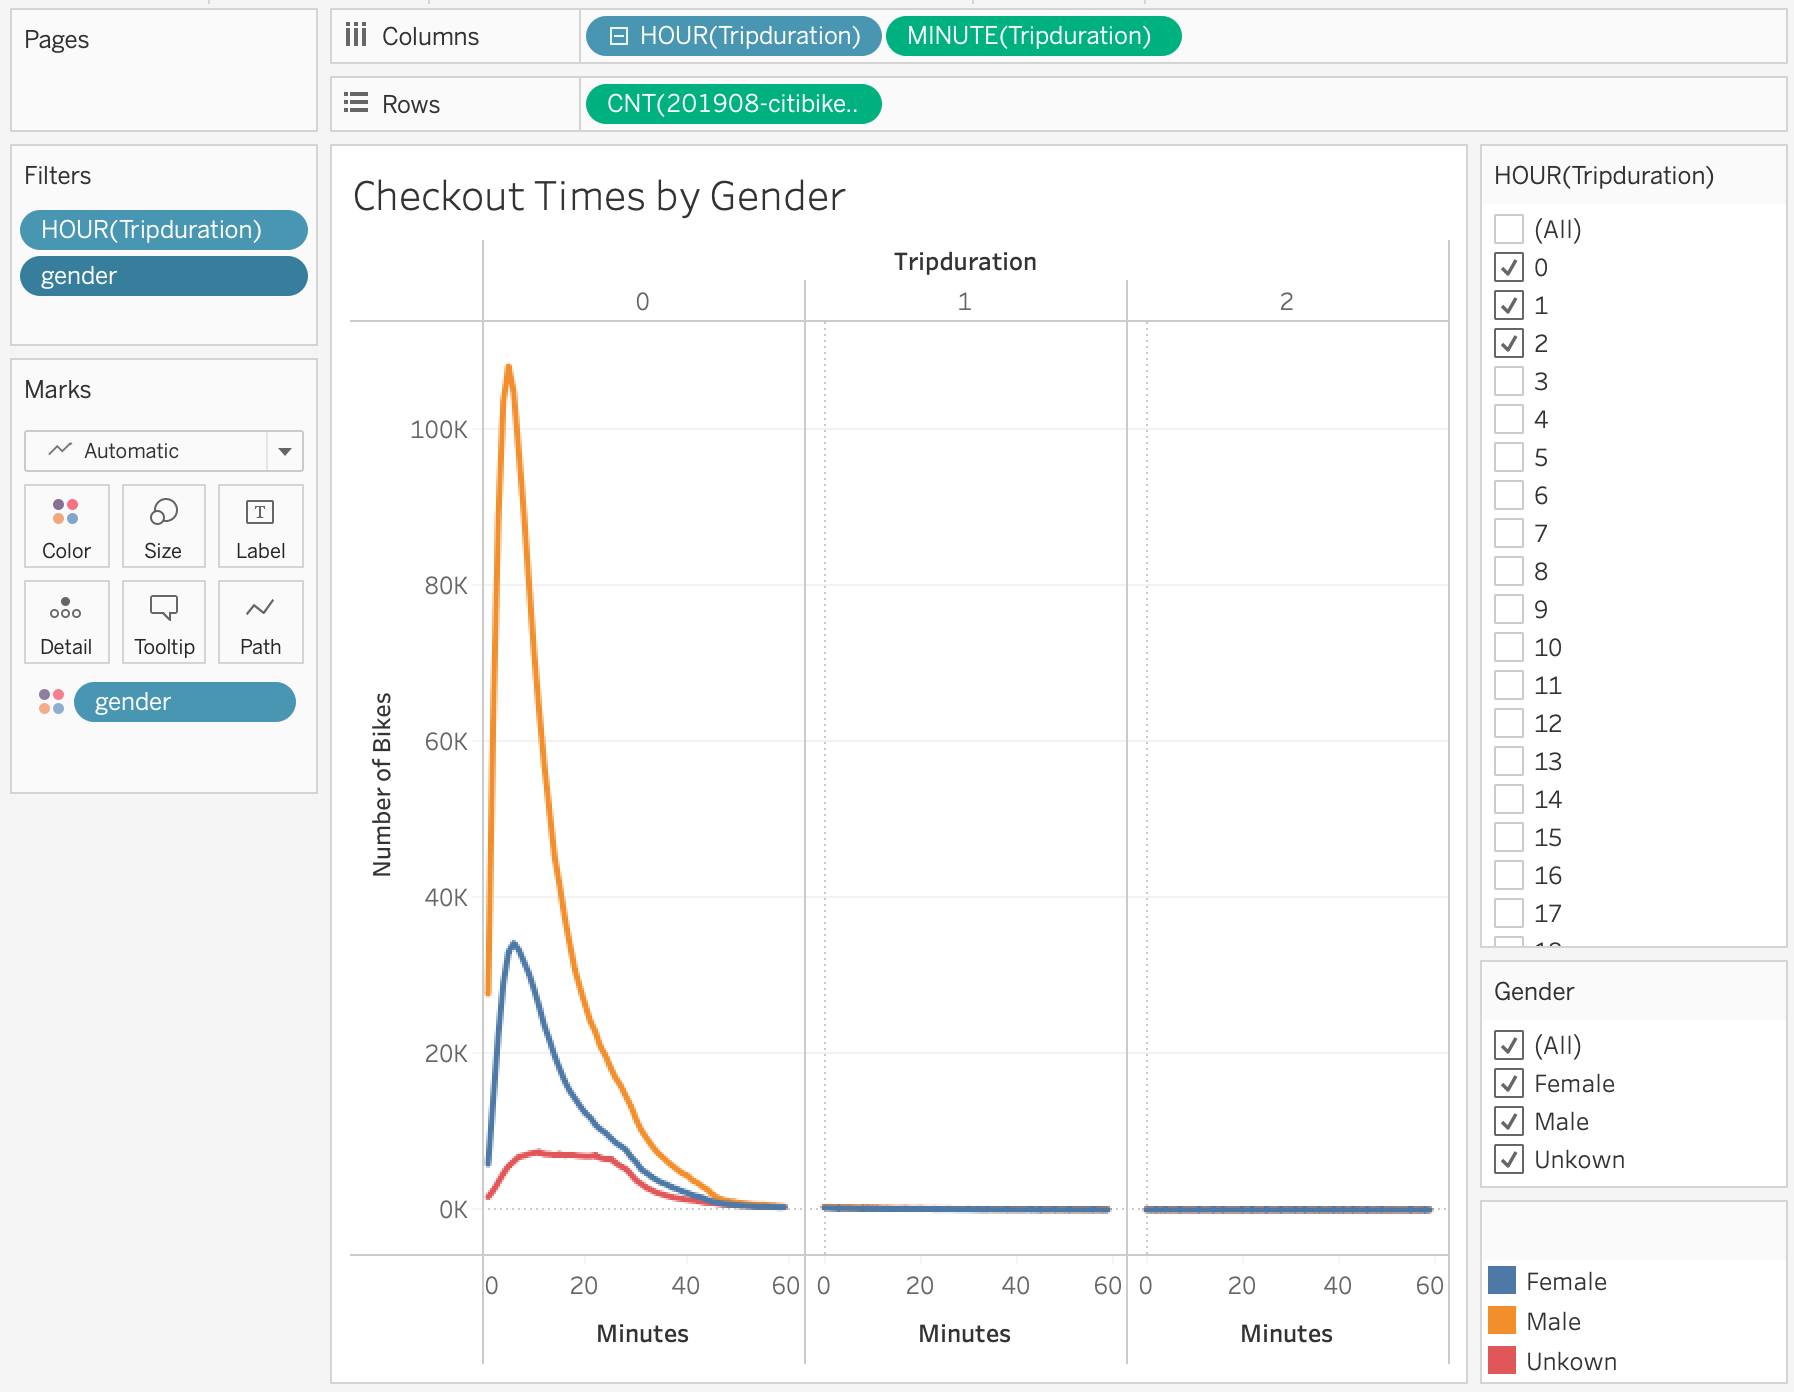 Pages
Columns
HOUR(Tripduration)
MINUTE(Tripduration)
Rows
CNT(201908-citibike..
Filters
HOUR(Tripduration)
gender
Marks
Automatic
Color
Size
T
Label
Detail
Tooltip
Path
gender
Checkout Times by Gender
Tripduration
0
1
2
Number of Bikes
100K
80K
60K
40K
20K
0K
0 20 40 60
0 20 40 60
0 20 40 60
Minutes
Minutes
Minutes
HOUR(Tripduration)
(All)
0
1
2
3
4
5
6
7
8
9
10
11
12
13
14
15
16
17
Gender
(All)
Female
Male
Unkown
Female
Male
Unkown